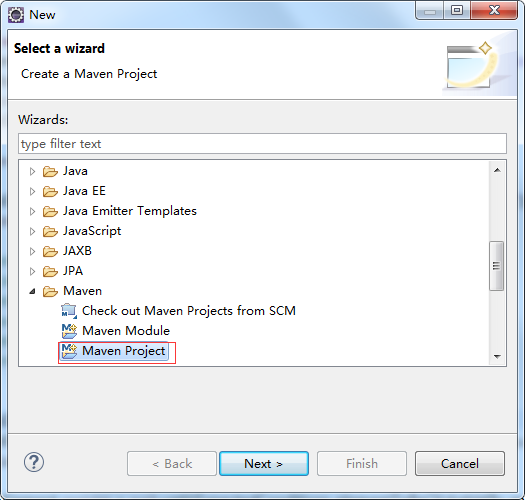 New
Select a wizard
Create a Maven Project
Wizards:
type filter text
Java
Java EE
Java Emitter Templates
JavaScript
JAXB
JPA
Maven
Check out Maven Projects from SCM
Maven Module
Maven Project
?
< Back
Next >
Finish
Cancel